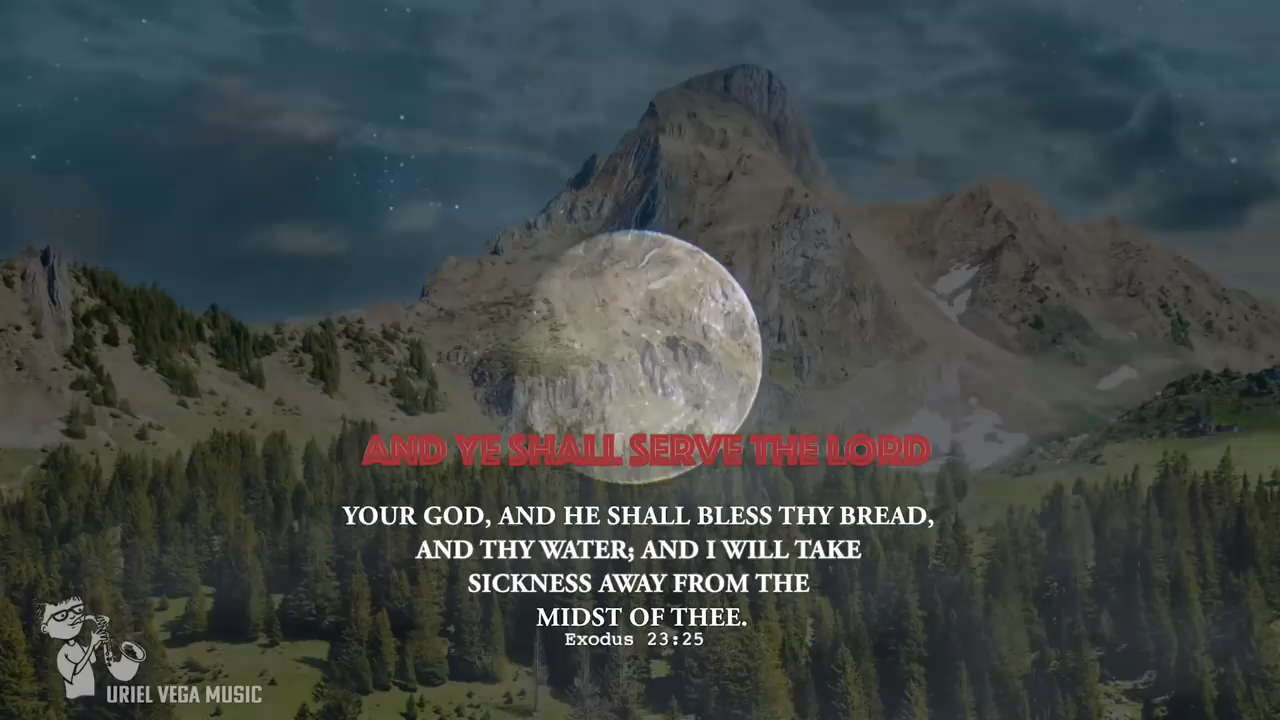 AND YE SHALL SERVE THE LORD
YOUR GOD, AND HE SHALL BLESS THY BREAD,
AND THY WATER; AND I WILL TAKE
SICKNESS AWAY FROM THE
MIDST OF THEE.
Exodus 23:25
URIEL VEGA MUSIC